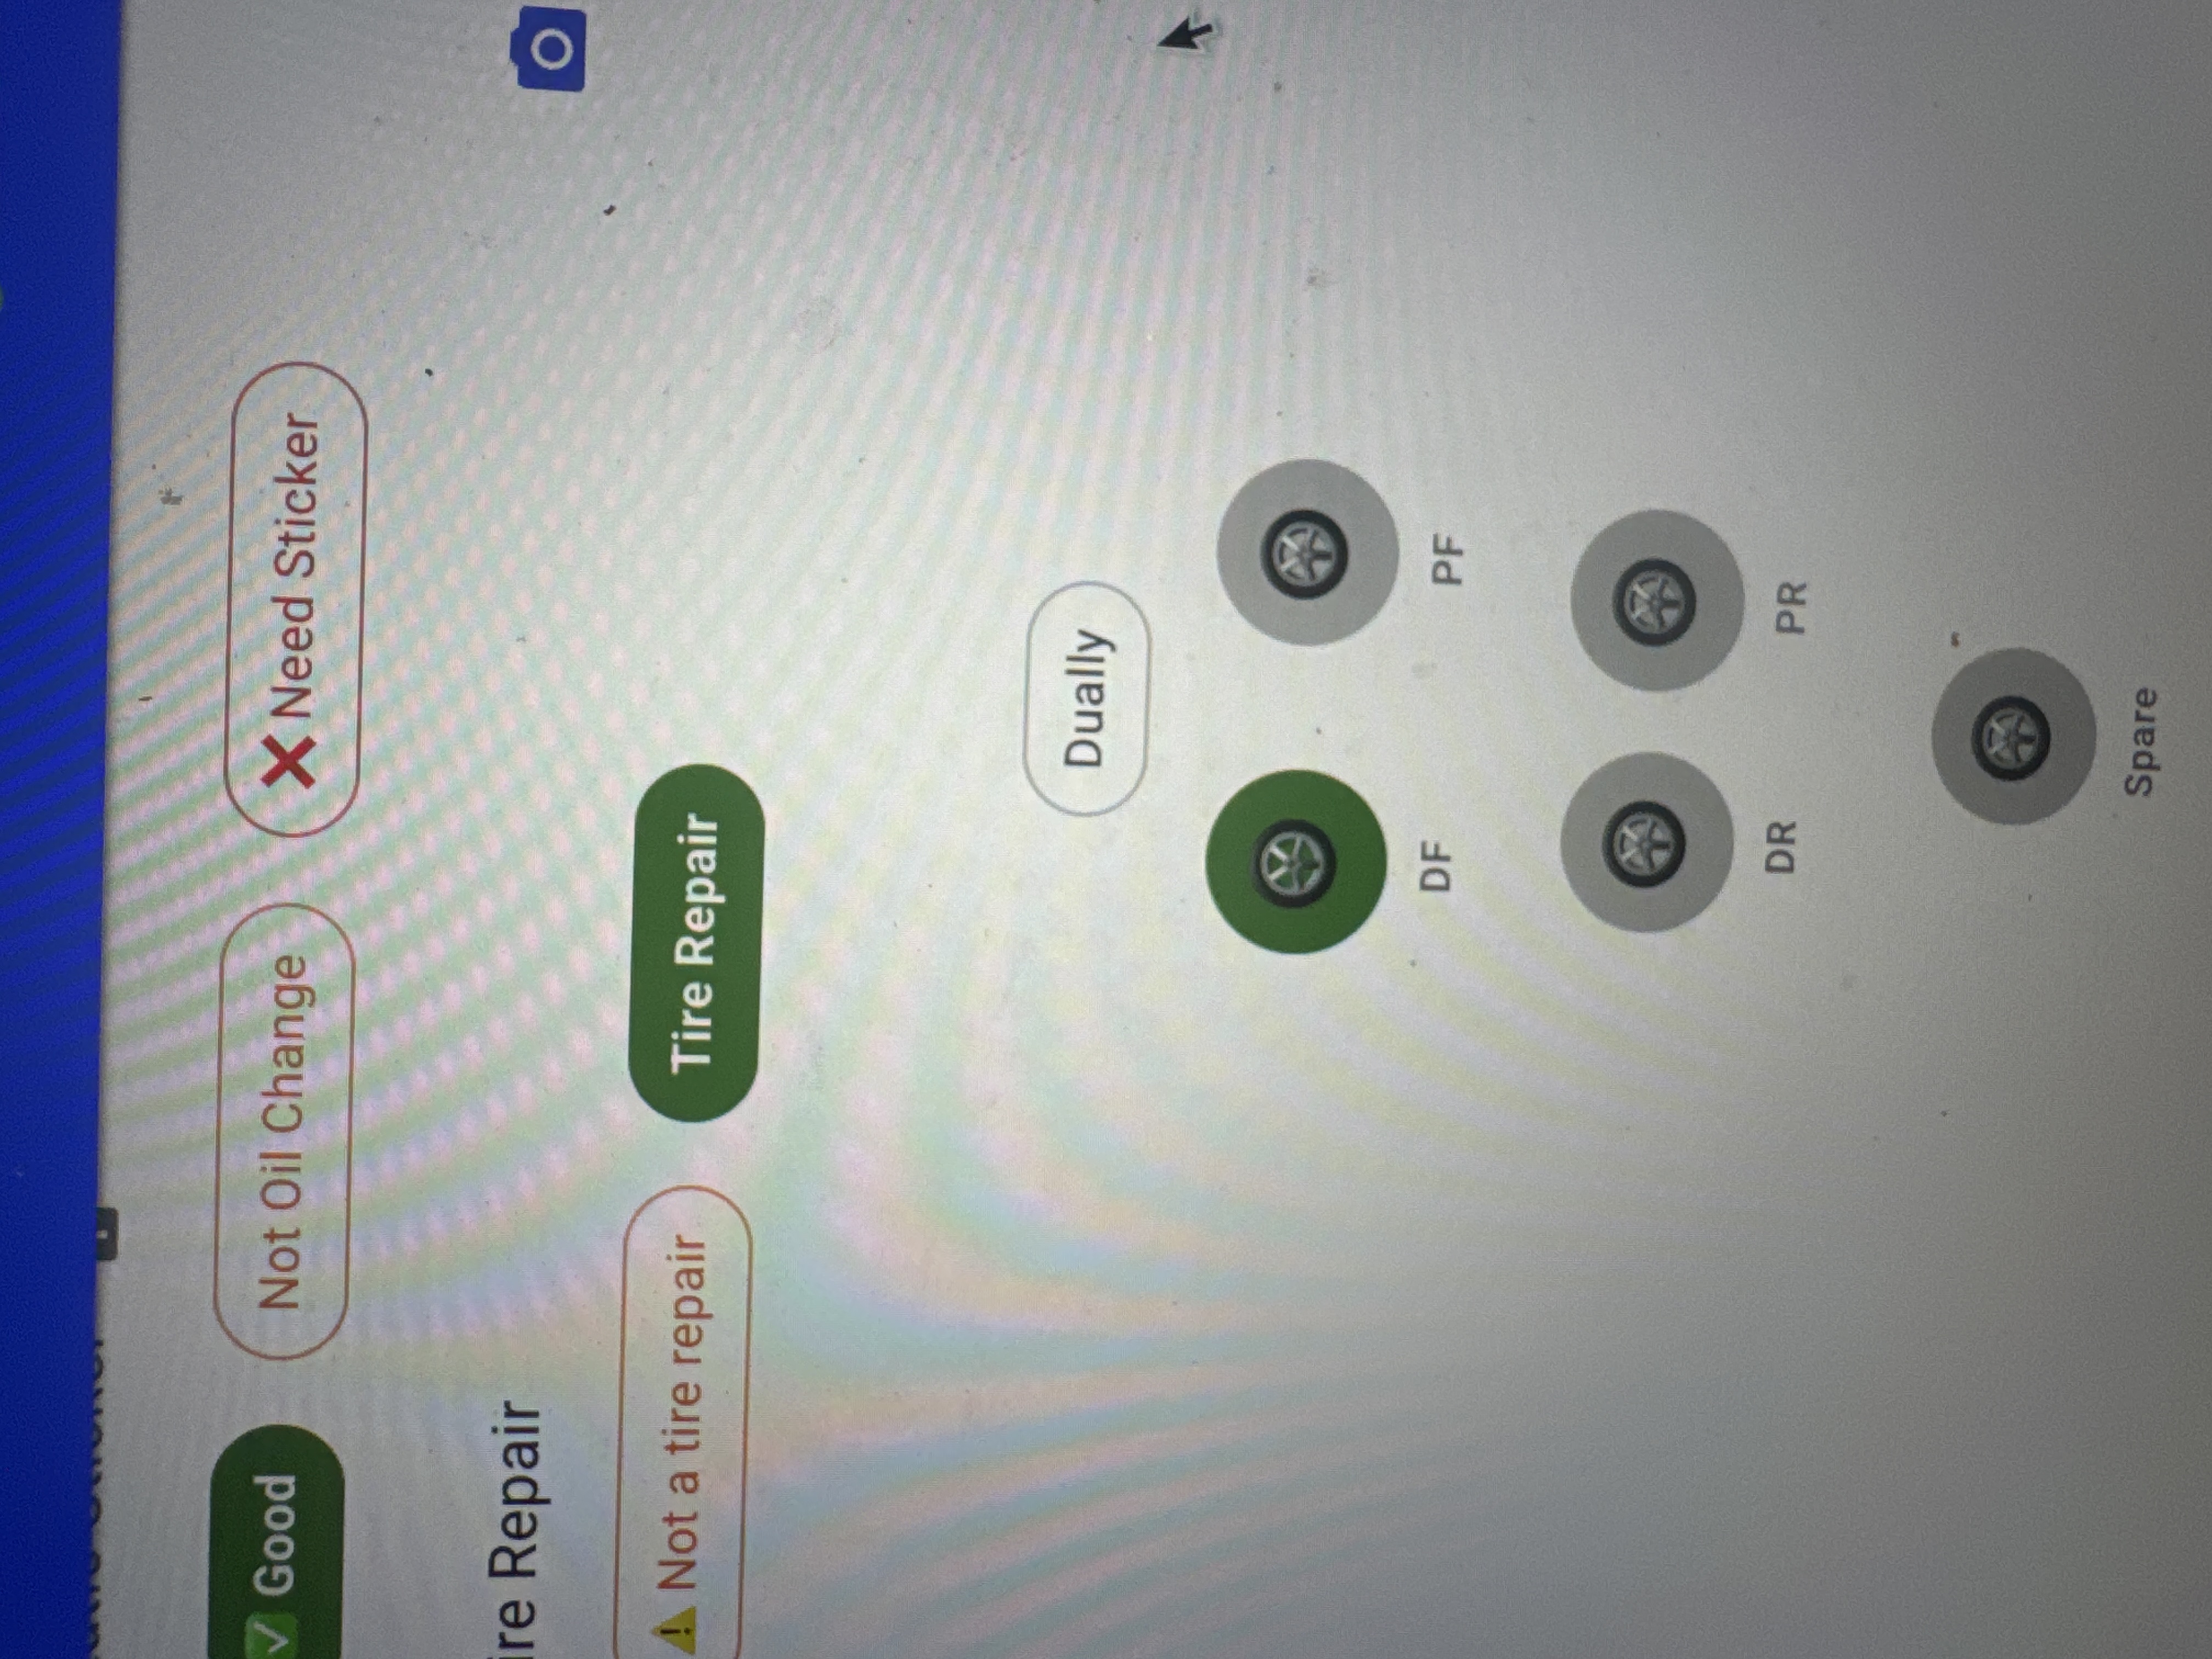 Sticker
Good
Not Oil Change
Need Sticker
ire Repair
Not a tire repair
Tire Repair
Dually
DF
PF
DR
PR
Spare